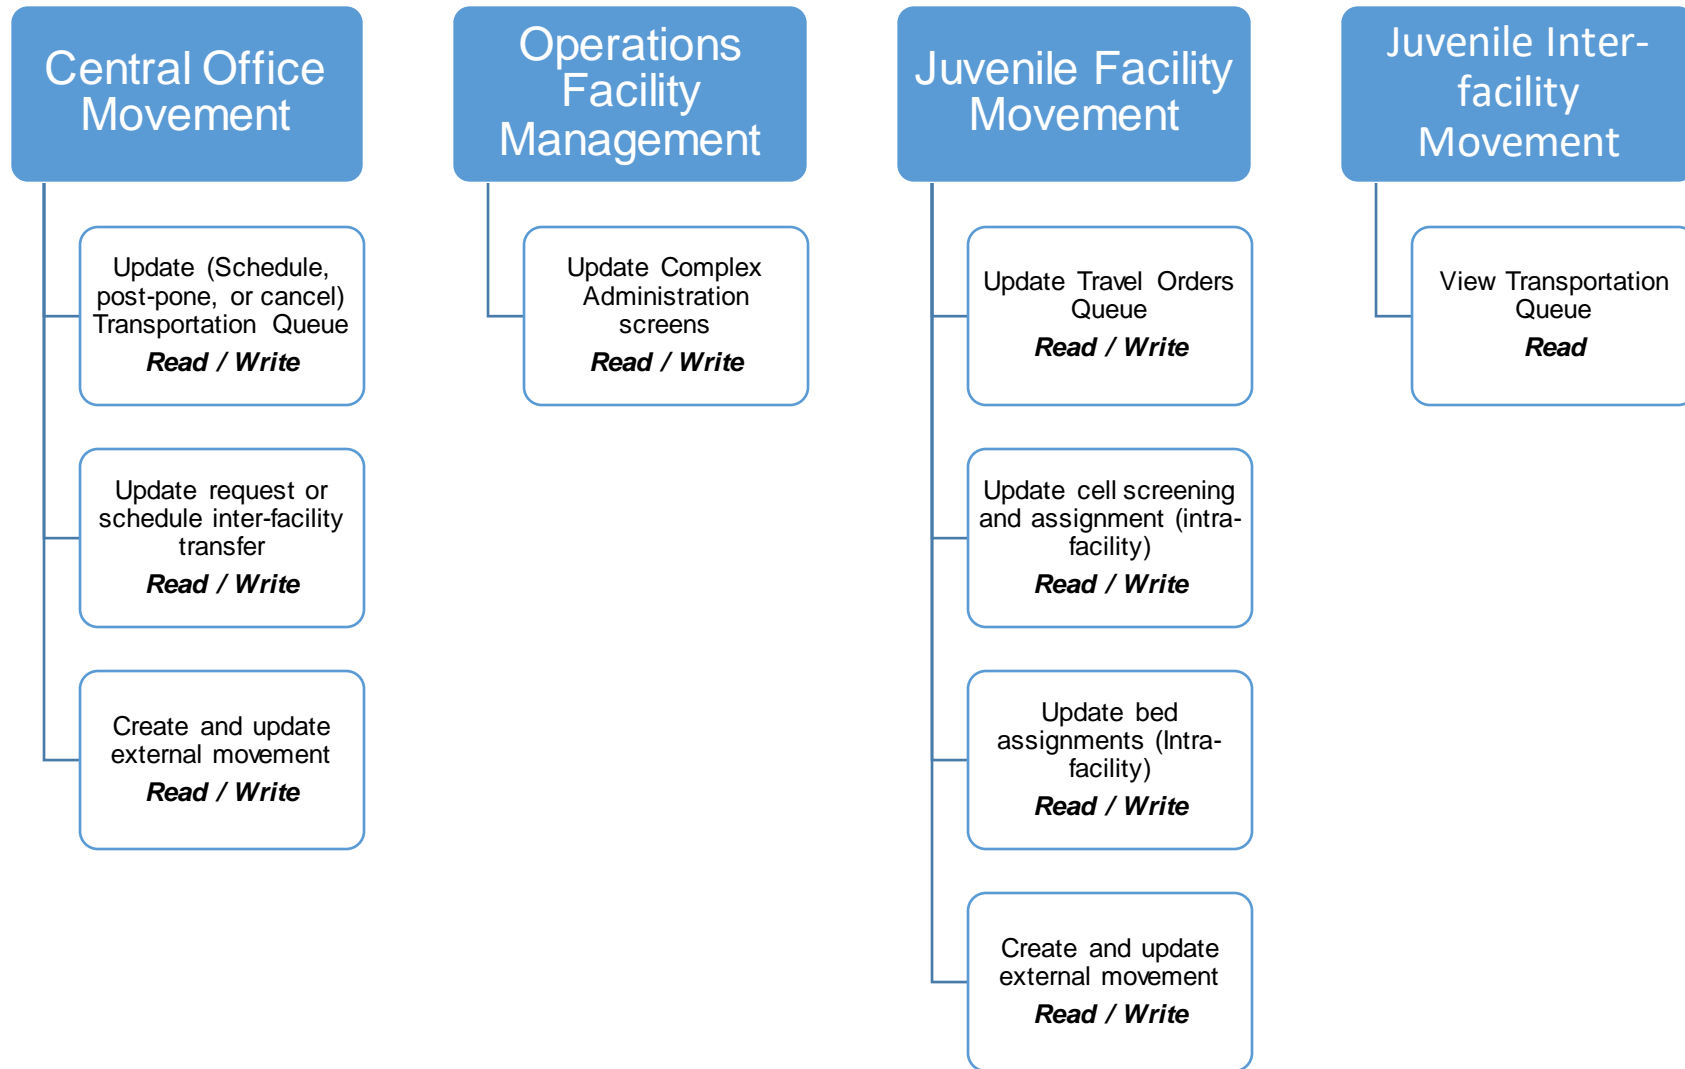 Central Office
Movement
Update (Schedule,
post-pone, or cancel)
Transportation Queue
Read / Write
Update request or
schedule inter-facility
transfer
Read / Write
Create and update
external movement
Read / Write
Operations
Facility
Management
Update Complex
Administration
screens
Read / Write
Juvenile Facility
Movement
Update Travel Orders
Queue
Read / Write
Update cell screening
and assignment (intra-
facility)
Read / Write
Update bed
assignments (Intra-
facility)
Read / Write
Create and update
external movement
Read / Write
Juvenile Inter-
facility
Movement
View Transportation
Queue
Read